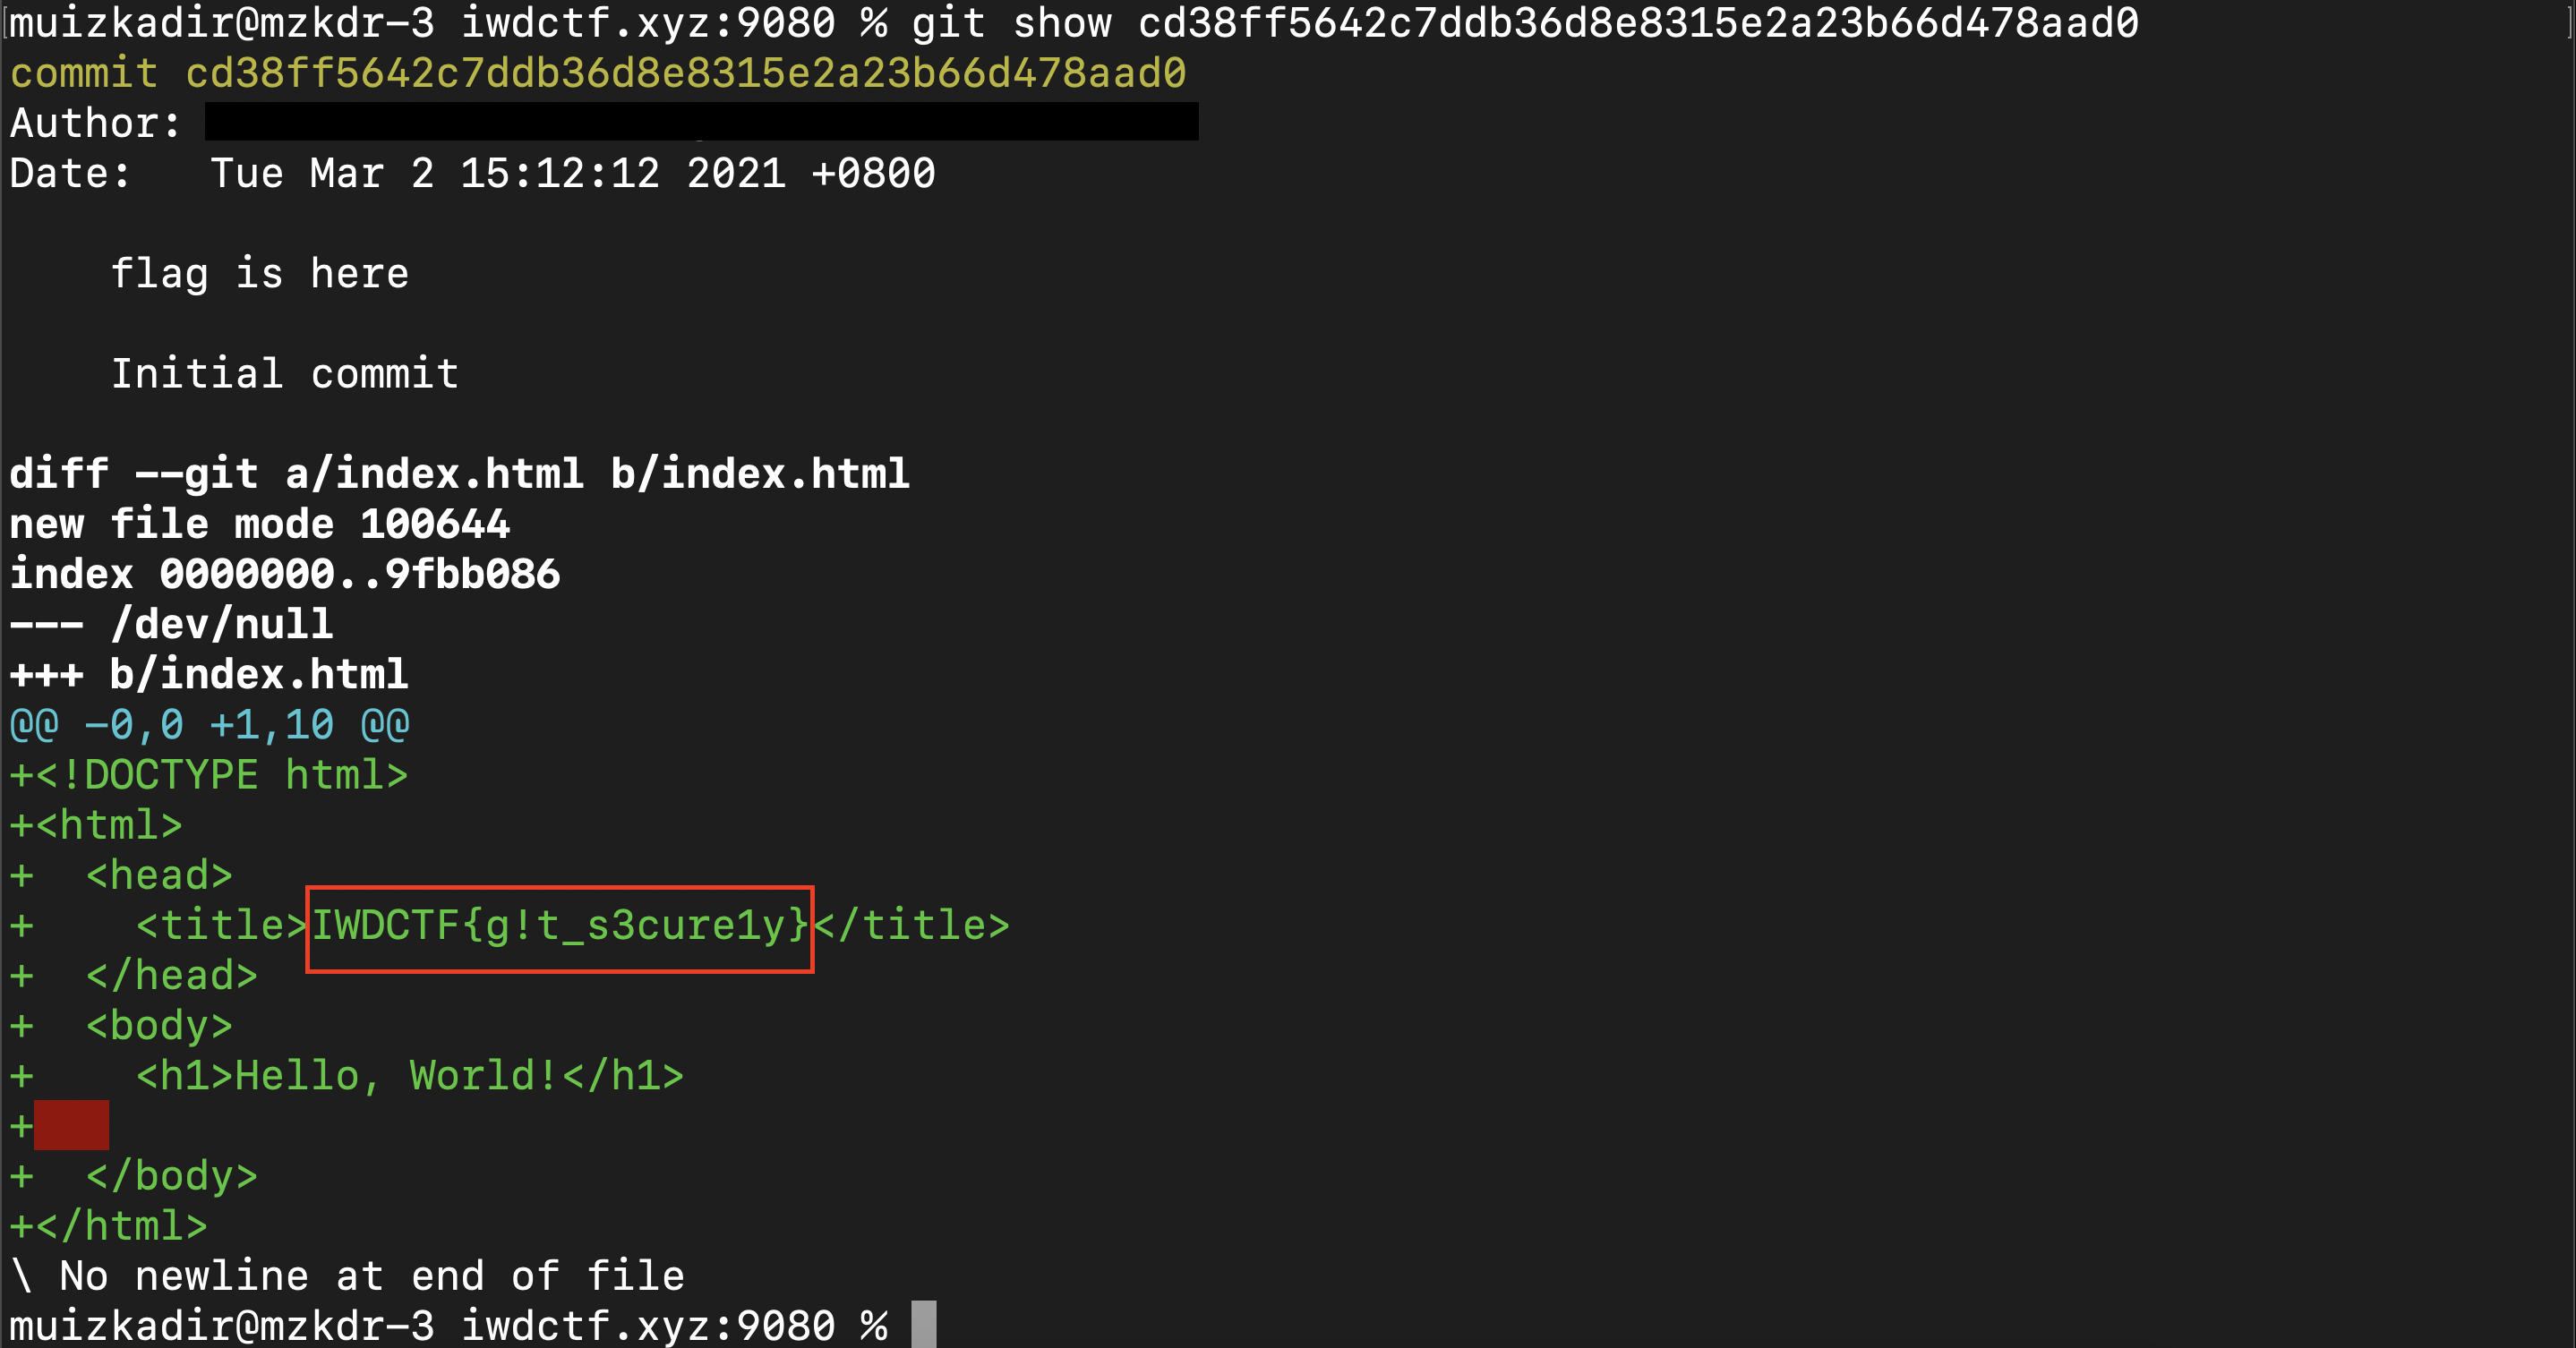 muizkadir@mzkdr-3 iwdctf.xyz:9080 % git show cd38ff5642c7ddb36d8e8315e2a23b66d478aad0
commit cd38ff5642c7ddb36d8e8315e2a23b66d478aad0
Author:
Date:   Tue Mar 2 15:12:12 2021 +0800
    flag is here
    Initial commit
diff --git a/index.html b/index.html
new file mode 100644
index 0000000..9fbb086
--- /dev/null
+++ b/index.html
@@ -0,0 +1,10 @@
+<!DOCTYPE html>
+<html>
+  <head>
+    <title>IWDCTF{g!t_s3cure1y}</title>
+  </head>
+  <body>
+    <h1>Hello, World!</h1>
+
+  </body>
+</html>
\ No newline at end of file
muizkadir@mzkdr-3 iwdctf.xyz:9080 %